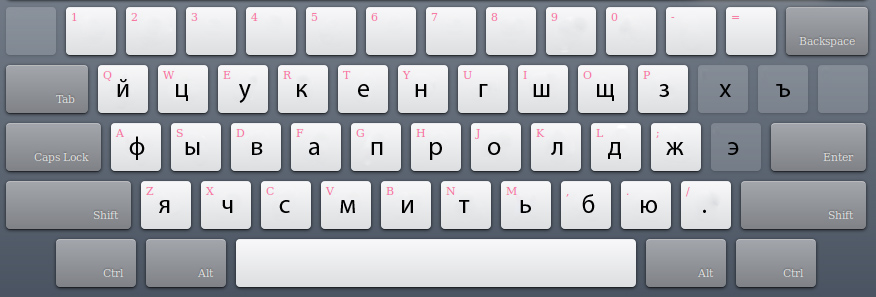 1 2 3 4 5 6 7 8 9 0 - = Backspace
Tab Q й W ц E у R к T е Y н U г I ш O щ P з х ъ
Caps Lock A ф S ы D в F а G п H р J о K л L д ; ж э Enter
Shift Z я X ч C с V м B и N т M ь , б . ю / . Shift
Ctrl Alt Alt Ctrl